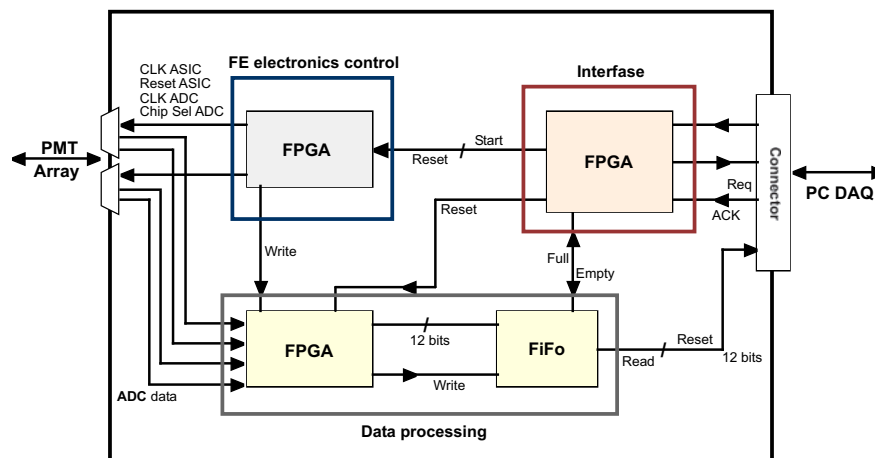 CLK ASIC
Reset ASIC
CLK ADC
Chip Sel ADC
FE electronics control
Interfase
FPGA
FPGA
PMT
Array
Start
Reset
Req
ACK
Connector
PC DAQ
Reset
Write
Full
Empty
FPGA
12 bits
Write
FiFo
Read
Reset
12 bits
ADC data
Data processing